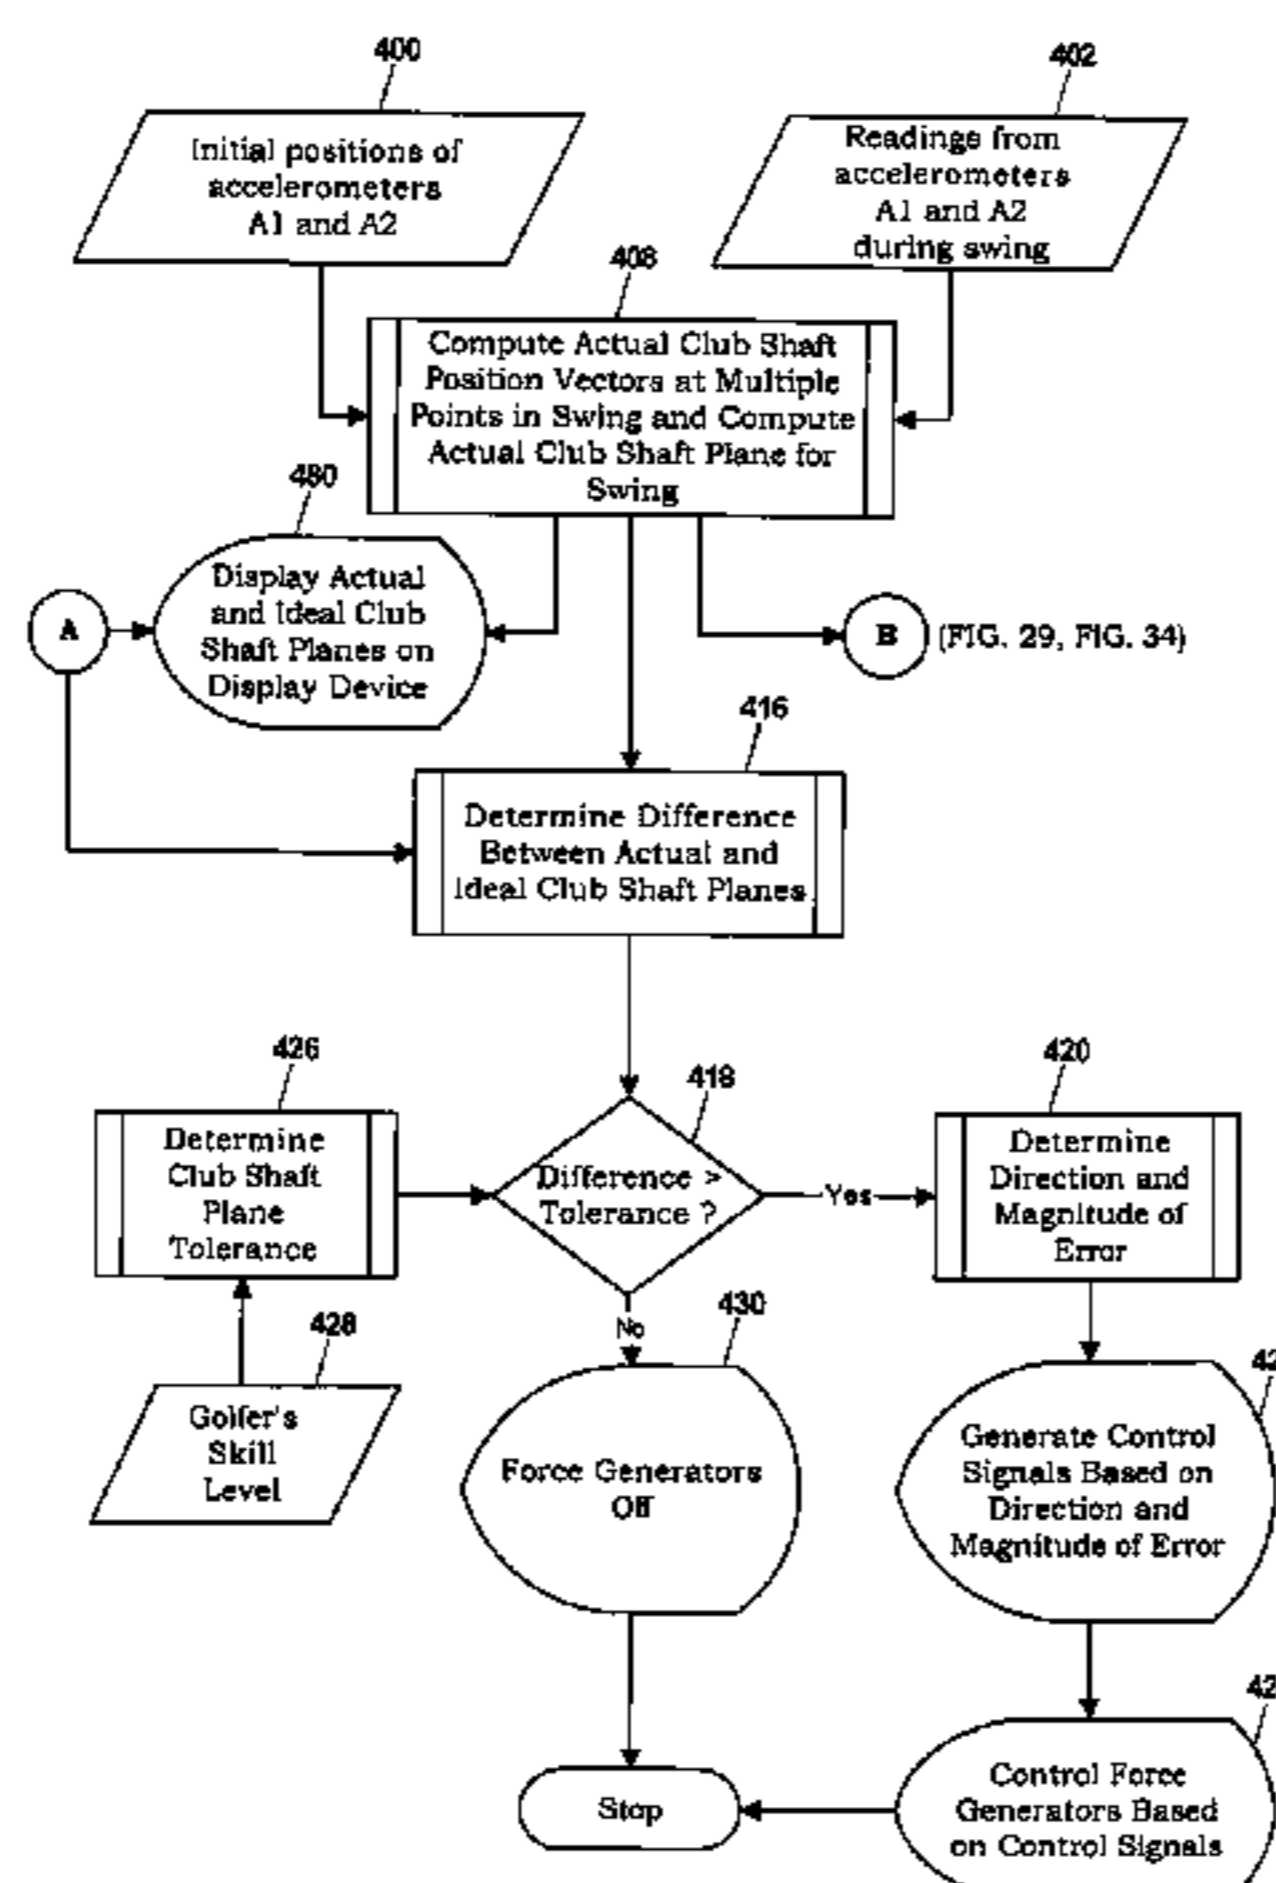 400
Initial positions of
accelerometers
A1 and A2
402
Readings from
accelerometers
A1 and A2
during swing
408
Compute Actual Club Shaft
Position Vectors at Multiple
Points in Swing and Compute
Actual Club Shaft Plane for
Swing
480
Display Actual
and Ideal Club
Shaft Planes on
Display Device
A
B (FIG. 29, FIG. 34)
416
Determine Difference
Between Actual and
Ideal Club Shaft Planes
426
Determine
Club Shaft
Plane
Tolerance
418
Difference >
Tolerance ?
Yes
420
Determine
Direction and
Magnitude of
Error
428
Golfer's
Skill
Level
No
430
Force Generators
Off
Generate Control
Signals Based on
Direction and
Magnitude of Error
Stop
Control Force
Generators Based
on Control Signals